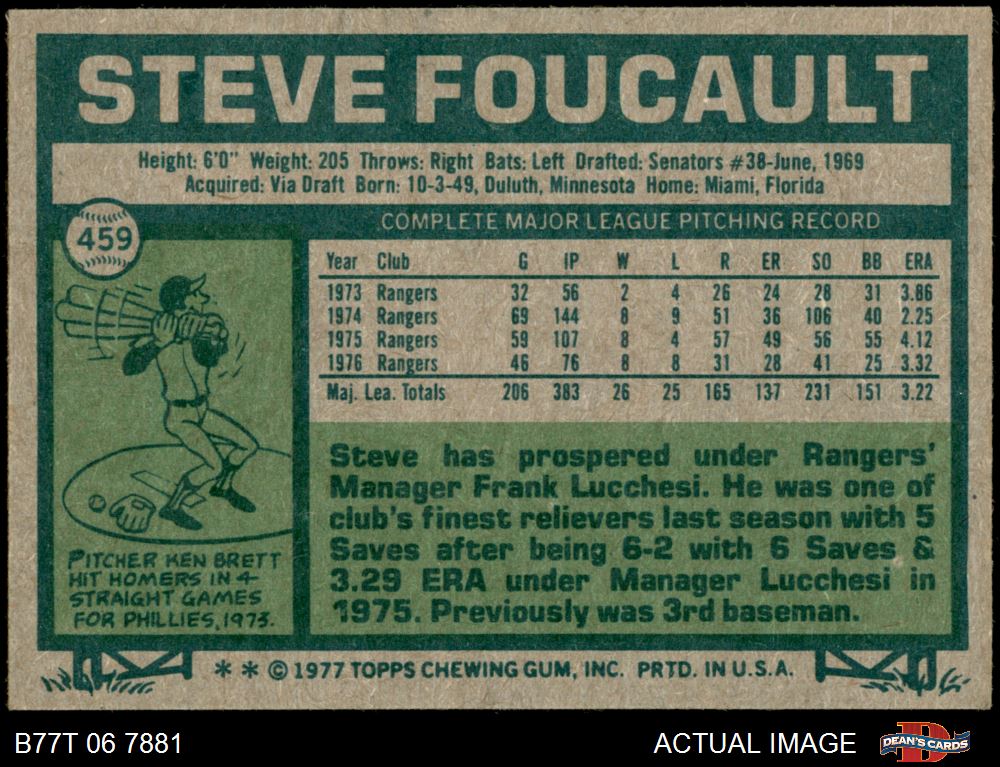 STEVE FOUCAULT
Height: 6'0" Weight: 205 Throws: Right Bats: Left Drafted: Senators #38-June, 1969
Acquired: Via Draft Born: 10-3-49, Duluth, Minnesota Home: Miami, Florida
459
COMPLETE MAJOR LEAGUE PITCHING RECORD
Year Club G IP W L R ER SO BB ERA
1973 Rangers 32 56 2 4 26 24 28 31 3.86
1974 Rangers 69 144 8 9 51 36 106 40 2.25
1975 Rangers 59 107 8 4 57 49 56 55 4.12
1976 Rangers 46 76 8 8 31 28 41 25 3.32
Maj. Lea. Totals 206 383 26 25 165 137 231 151 3.22
Steve has prospered under Rangers'
Manager Frank Lucchesi. He was one of
club's finest relievers last season with 5
Saves after being 6-2 with 6 Saves &
3.29 ERA under Manager Lucchesi in
1975. Previously was 3rd baseman.
PITCHER KEN BRETT
HIT HOMERS IN 4
STRAIGHT GAMES
FOR PHILLIES, 1973.
* * © 1977 TOPPS CHEWING GUM, INC. PRTD. IN U.S.A.
B77T 06 7881
ACTUAL IMAGE
D
DEAN'S CARDS